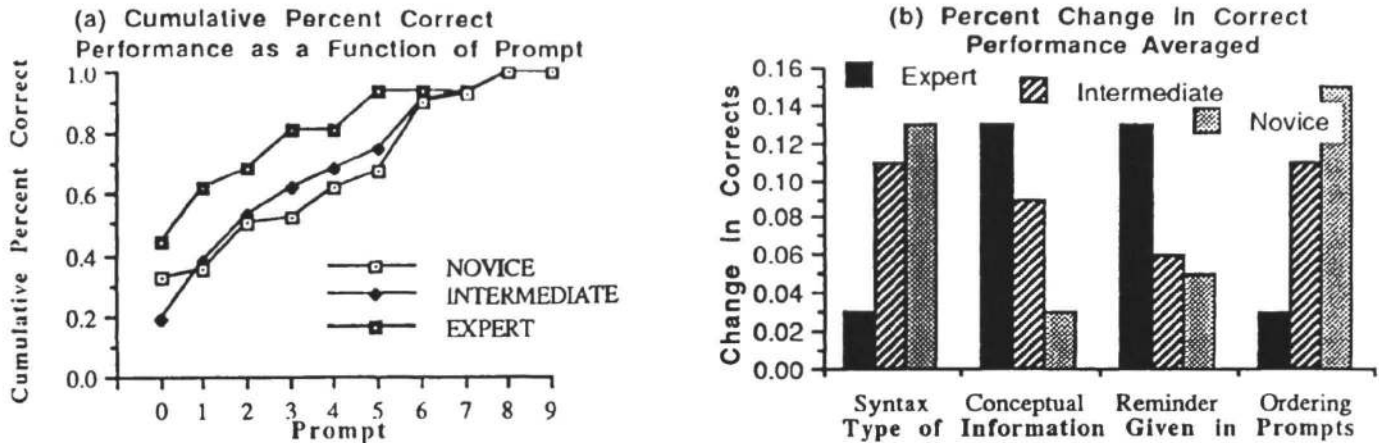 (a) Cumulative Percent Correct
Performance as a Function of Prompt
Cumulative Percent Correct
1.0
0.8
0.6
0.4
0.2
0.0
NOVICE
INTERMEDIATE
EXPERT
0 1 2 3 4 5 6 7 8 9
Prompt
(b) Percent Change in Correct
Performance Averaged
Change in Corrects
0.16
0.14
0.12
0.10
0.08
0.06
0.04
0.02
0.00
Expert
Intermediate
Novice
Syntax Conceptual Reminder Ordering
Type of Information Given in Prompts